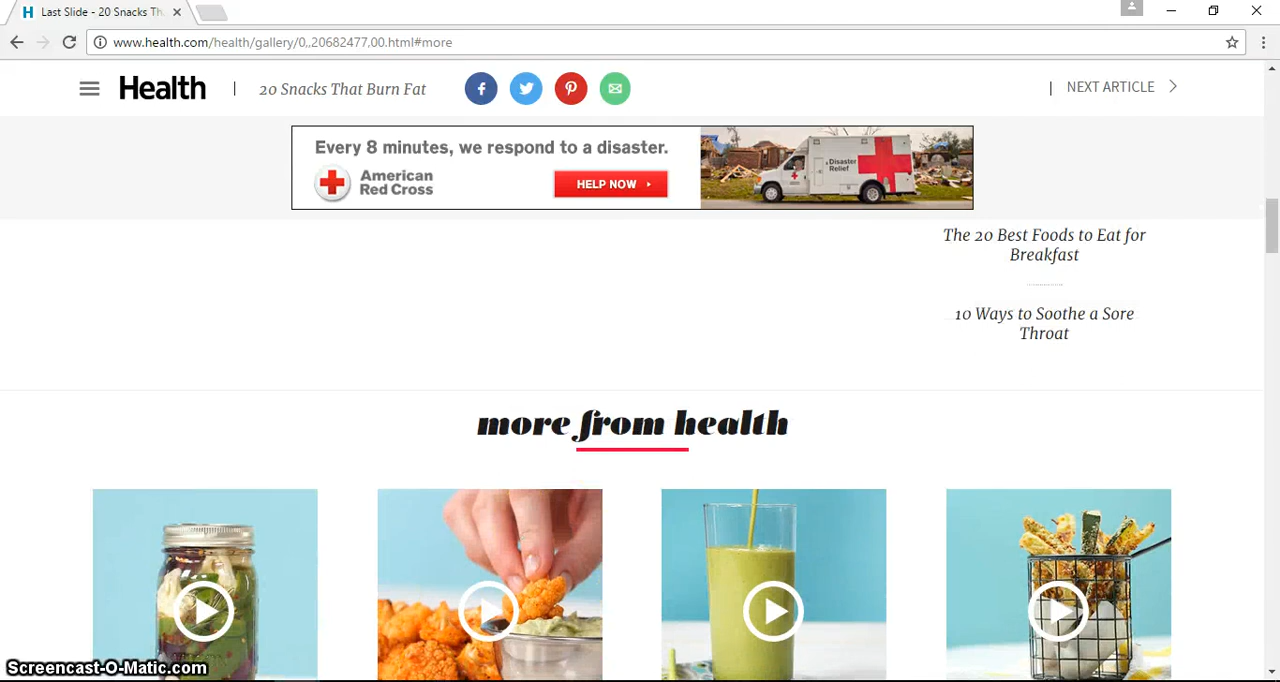 Last Slide - 20 Snacks Th
www.health.com/health/gallery/0,,20682477,00.html#more
Health | 20 Snacks That Burn Fat
| NEXT ARTICLE
Every 8 minutes, we respond to a disaster.
American
Red Cross
HELP NOW
Disaster
Relief
The 20 Best Foods to Eat for
Breakfast
10 Ways to Soothe a Sore
Throat
more from health
Screencast-O-Matic.com